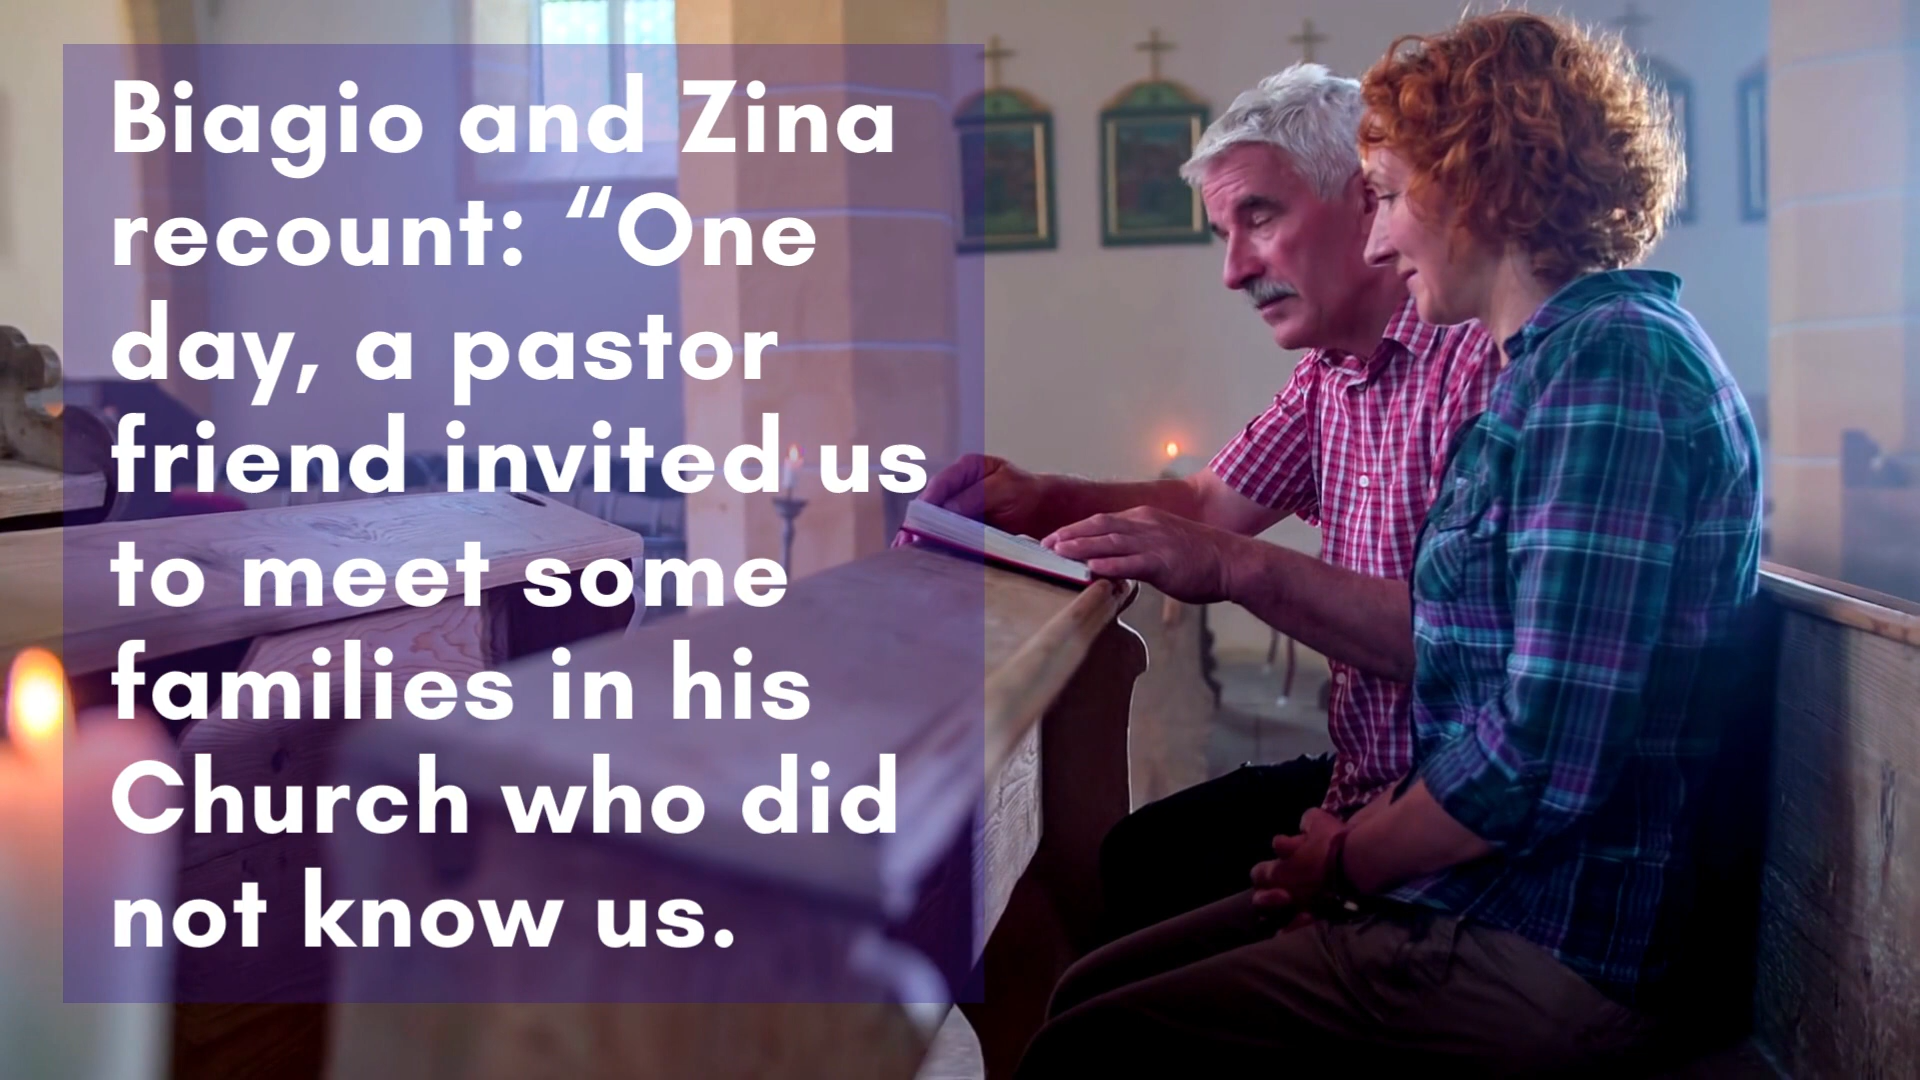 Biagio and Zina
recount: “One
day, a pastor
friend invited us
to meet some
families in his
Church who did
not know us.